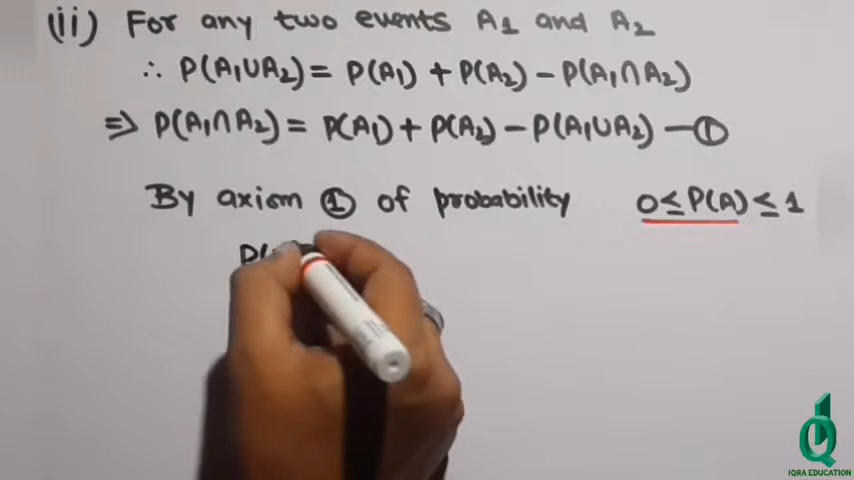 (ii) For any two events A1 and A2
∴ P(A1∪A2) = P(A1) + P(A2) - P(A1∩A2)
⇒ P(A1∩A2) = P(A1) + P(A2) - P(A1∪A2) — ①
By axiom ① of probability 0 ≤ P(A) ≤ 1
P(
IQRA EDUCATION